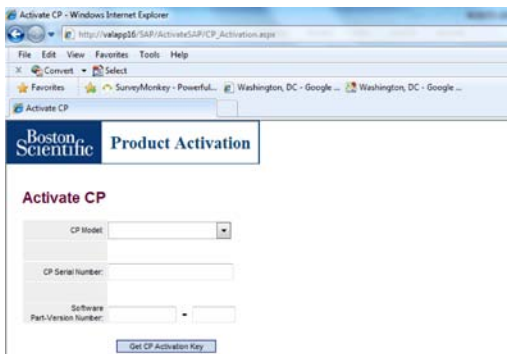 Activate CP - Windows Internet Explorer
http://valapp16/SAP/ActivateSAP/CP_Activation.aspx
File Edit View Favorites Tools Help
× Convert Select
Favorites SurveyMonkey - Powerful... Washington, DC - Google ... Washington, DC - Google ...
Activate CP
Boston Scientific Product Activation
Activate CP
CP Model:
CP Serial Number:
Software
Part-Version Number: -
Get CP Activation Key